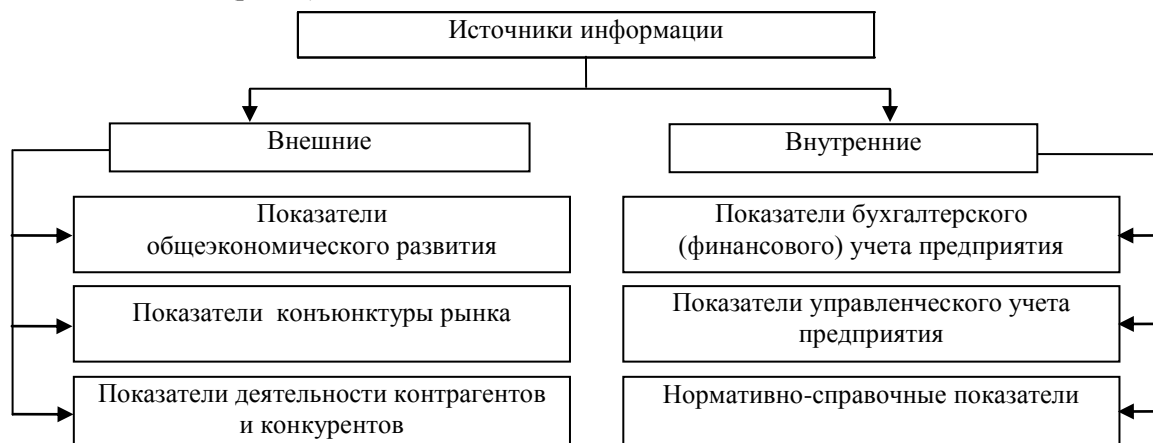 Источники информации
Внешние
Внутренние
Показатели
общеэкономического развития
Показатели бухгалтерского
(финансового) учета предприятия
Показатели конъюнктуры рынка
Показатели управленческого учета
предприятия
Показатели деятельности контрагентов
и конкурентов
Нормативно-справочные показатели